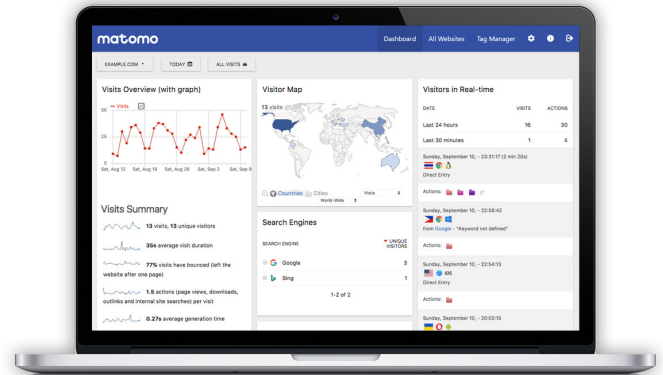 matomo
Dashboard
All Websites
Tag Manager
EXAMPLE.COM
TODAY
ALL VISITS
Visits Overview (with graph)
Visits
50
25
0
Sat, Aug 12 Sat, Aug 19 Sat, Aug 26 Sat, Sep 2 Sat, Sep 9
Visits Summary
13 visits, 13 unique visitors
35s average visit duration
77% visits have bounced (left the
website after one page)
1.5 actions (page views, downloads,
outlinks and internal site searches) per visit
0.27s average generation time
Visitor Map
13 visits
Countries
Cities
Visits
World-Wide
Search Engines
SEARCH ENGINE UNIQUE
VISITORS
Google 3
Bing 1
1-2 of 2
Visitors in Real-time
DATE VISITS ACTIONS
Last 24 hours 16 30
Last 30 minutes 1 4
Sunday, September 10, - 23:31:17 (2 min 20s)
Direct Entry
Actions:
Sunday, September 10, - 22:58:42
from Google - "Keyword not defined"
Actions:
Sunday, September 10, - 22:54:13
iOS
Direct Entry
Actions:
Sunday, September 10, - 20:02:15